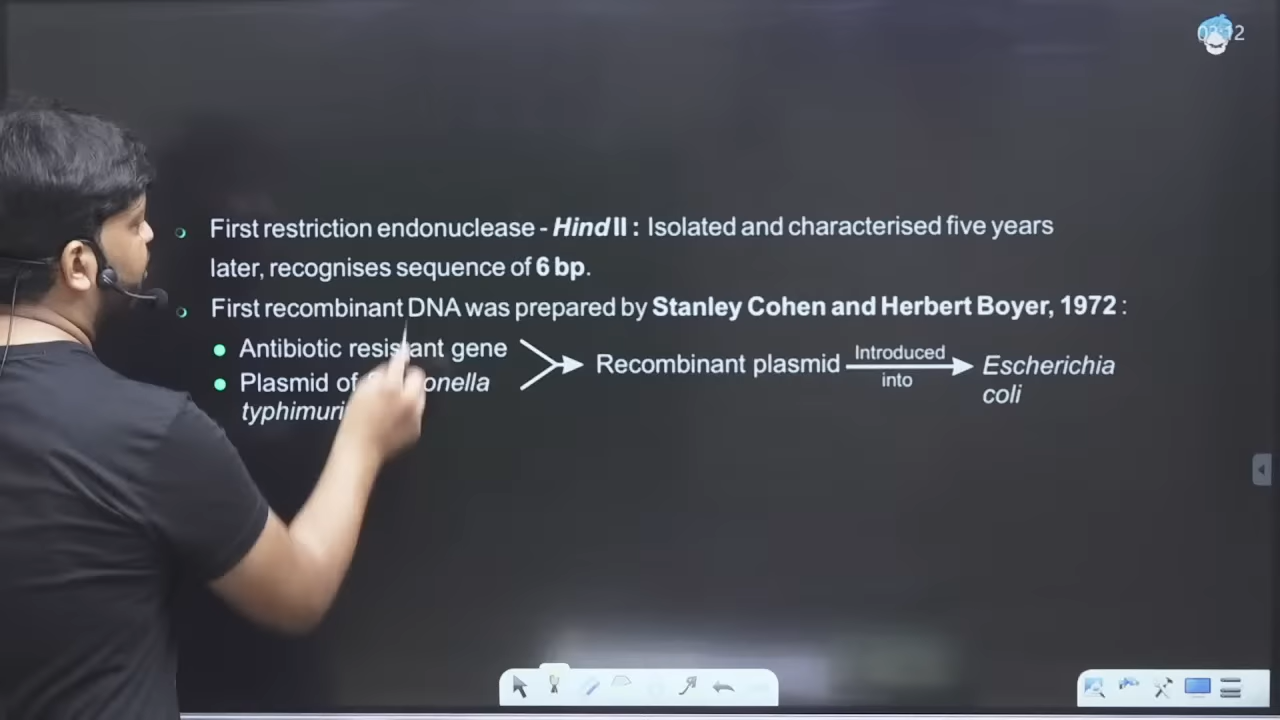 First restriction endonuclease - Hind II : Isolated and characterised five years
later, recognises sequence of 6 bp.
First recombinant DNA was prepared by Stanley Cohen and Herbert Boyer, 1972 :
Antibiotic resistant gene
Plasmid of
typhimuri
Recombinant plasmid
Introduced
into
Escherichia
coli